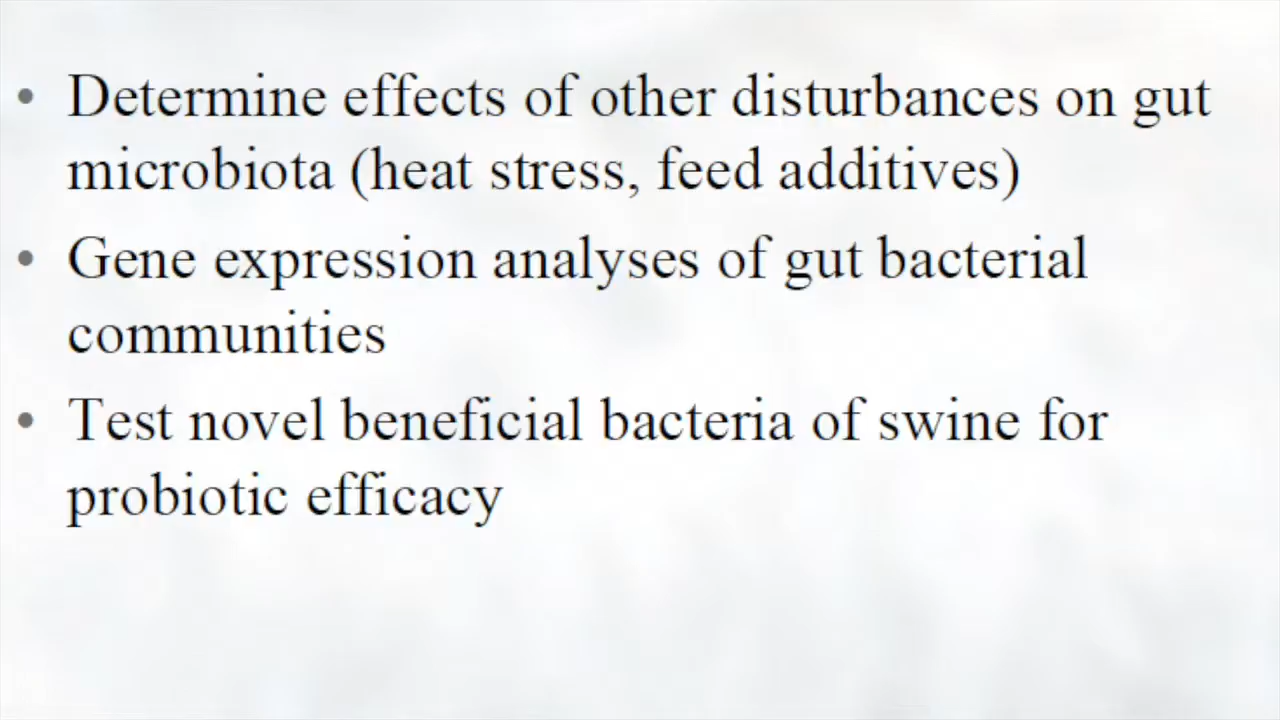 • Determine effects of other disturbances on gut
microbiota (heat stress, feed additives)
• Gene expression analyses of gut bacterial
communities
• Test novel beneficial bacteria of swine for
probiotic efficacy